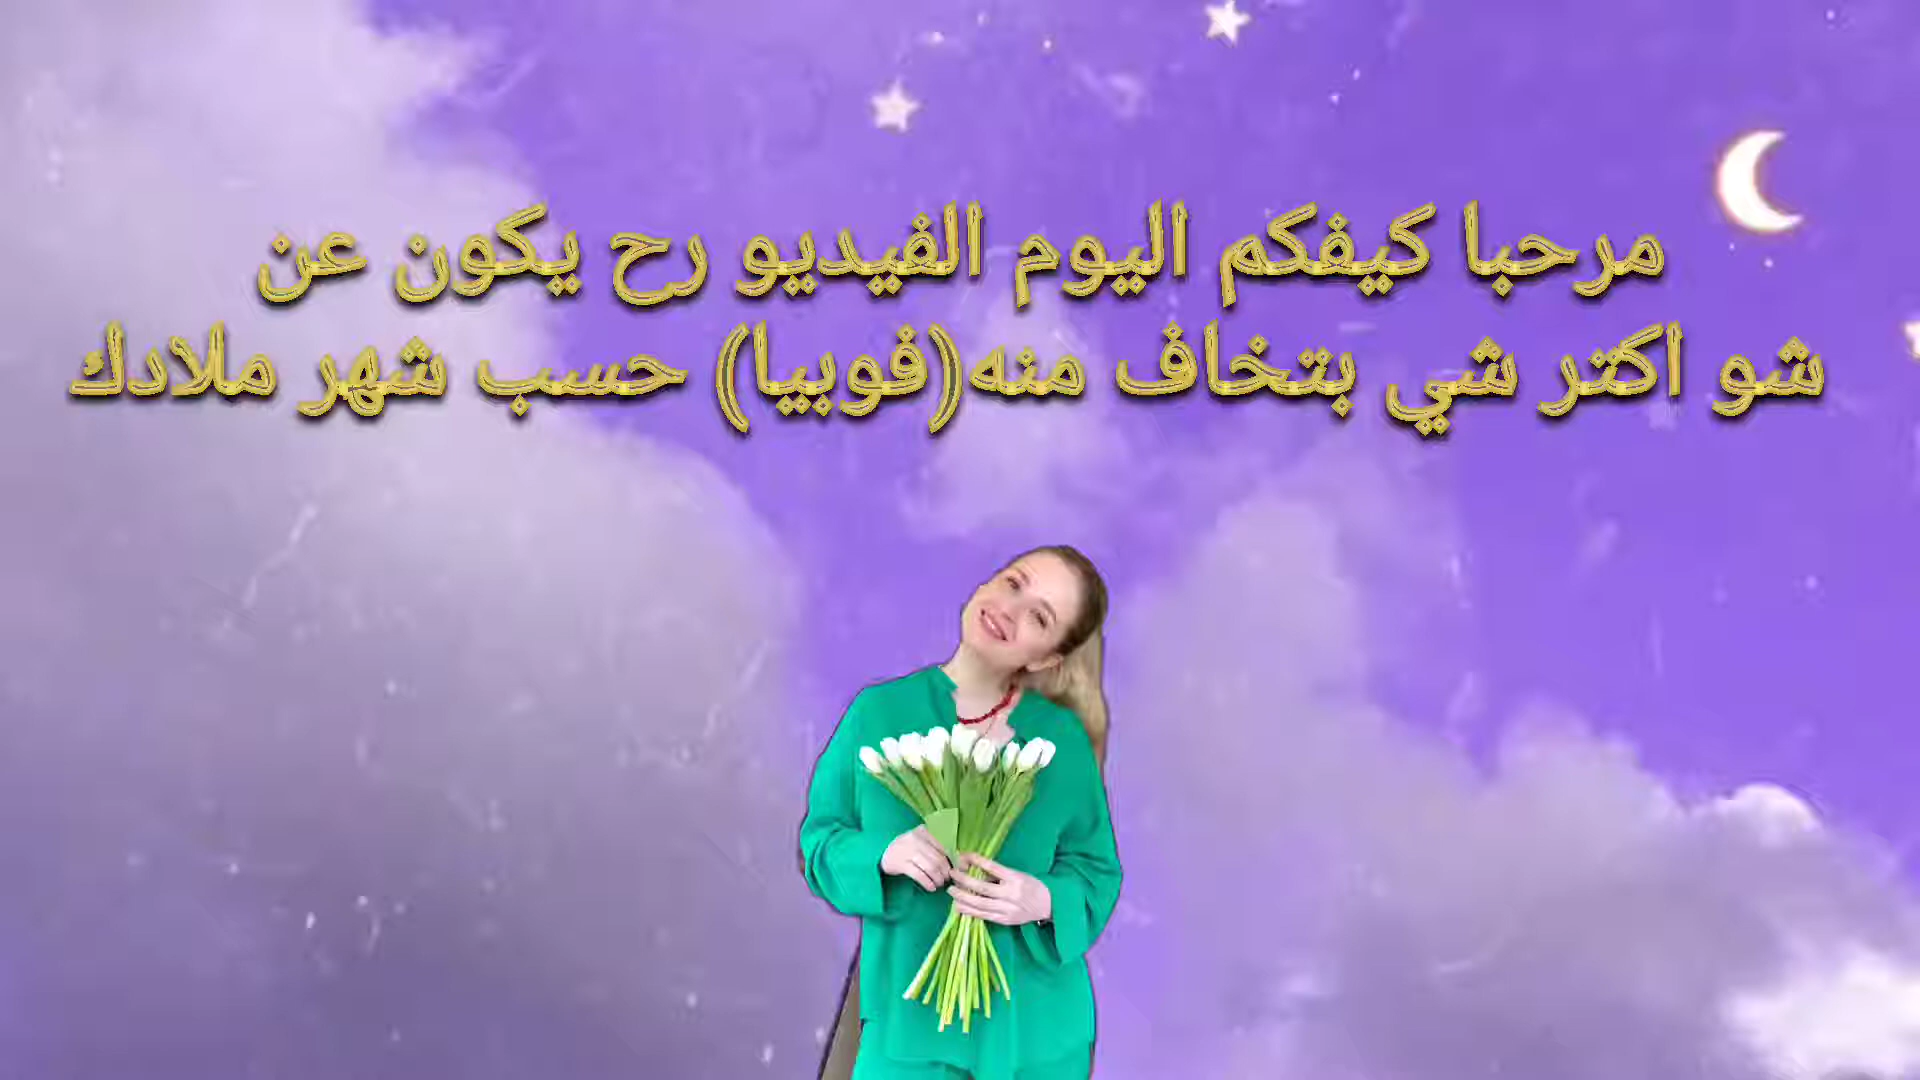 مرحبا كيفكم اليوم الفيديو رح يكون عن
شو اكتر شي بتخاف منه(فوبيا) حسب شهر ملادك